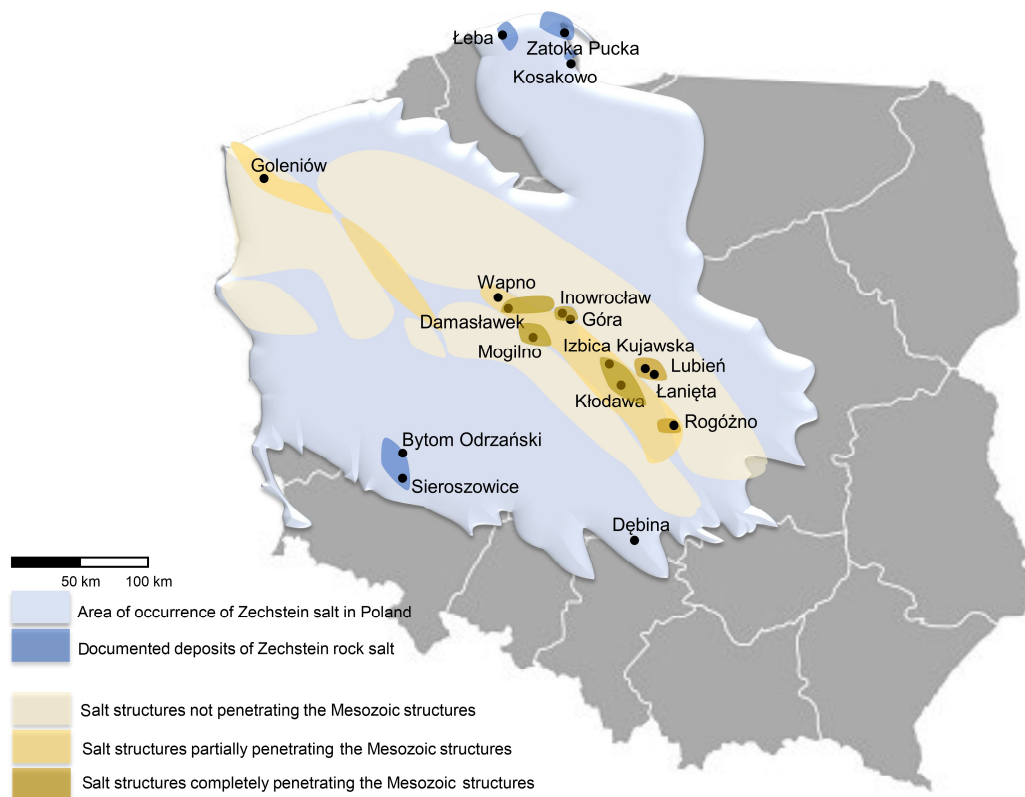 Łeba
Zatoka Pucka
Kosakowo
Goleniów
Wapno
Inowrocław
Damasławek
Góra
Mogilno
Izbica Kujawska
Lubień
Łanięta
Kłodawa
Rogóźno
Bytom Odrzański
Sieroszowice
Dębina
50 km 100 km
Area of occurrence of Zechstein salt in Poland
Documented deposits of Zechstein rock salt
Salt structures not penetrating the Mesozoic structures
Salt structures partially penetrating the Mesozoic structures
Salt structures completely penetrating the Mesozoic structures